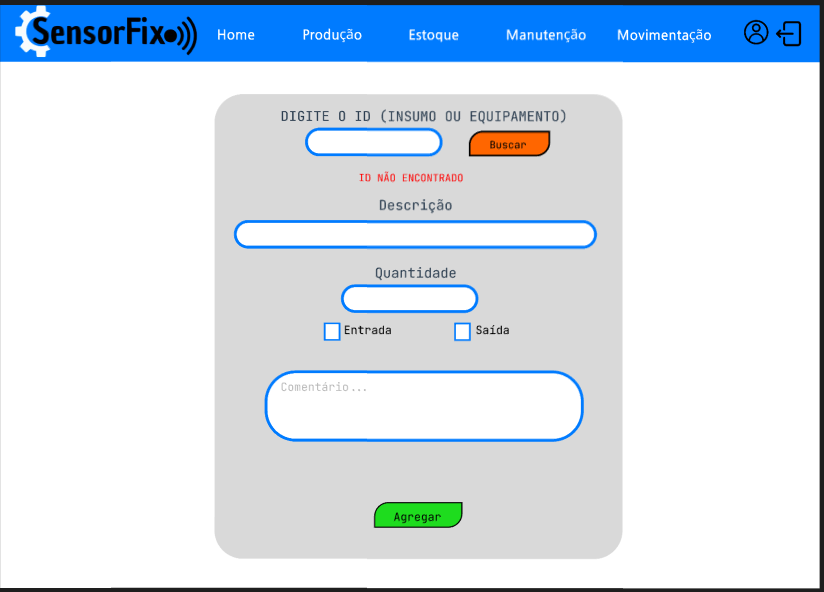 SensorFix
Home Produção Estoque Manutenção Movimentação
DIGITE O ID (INSUMO OU EQUIPAMENTO)
Buscar
ID NÃO ENCONTRADO
Descrição
Quantidade
Entrada Saída
Comentário...
Agregar